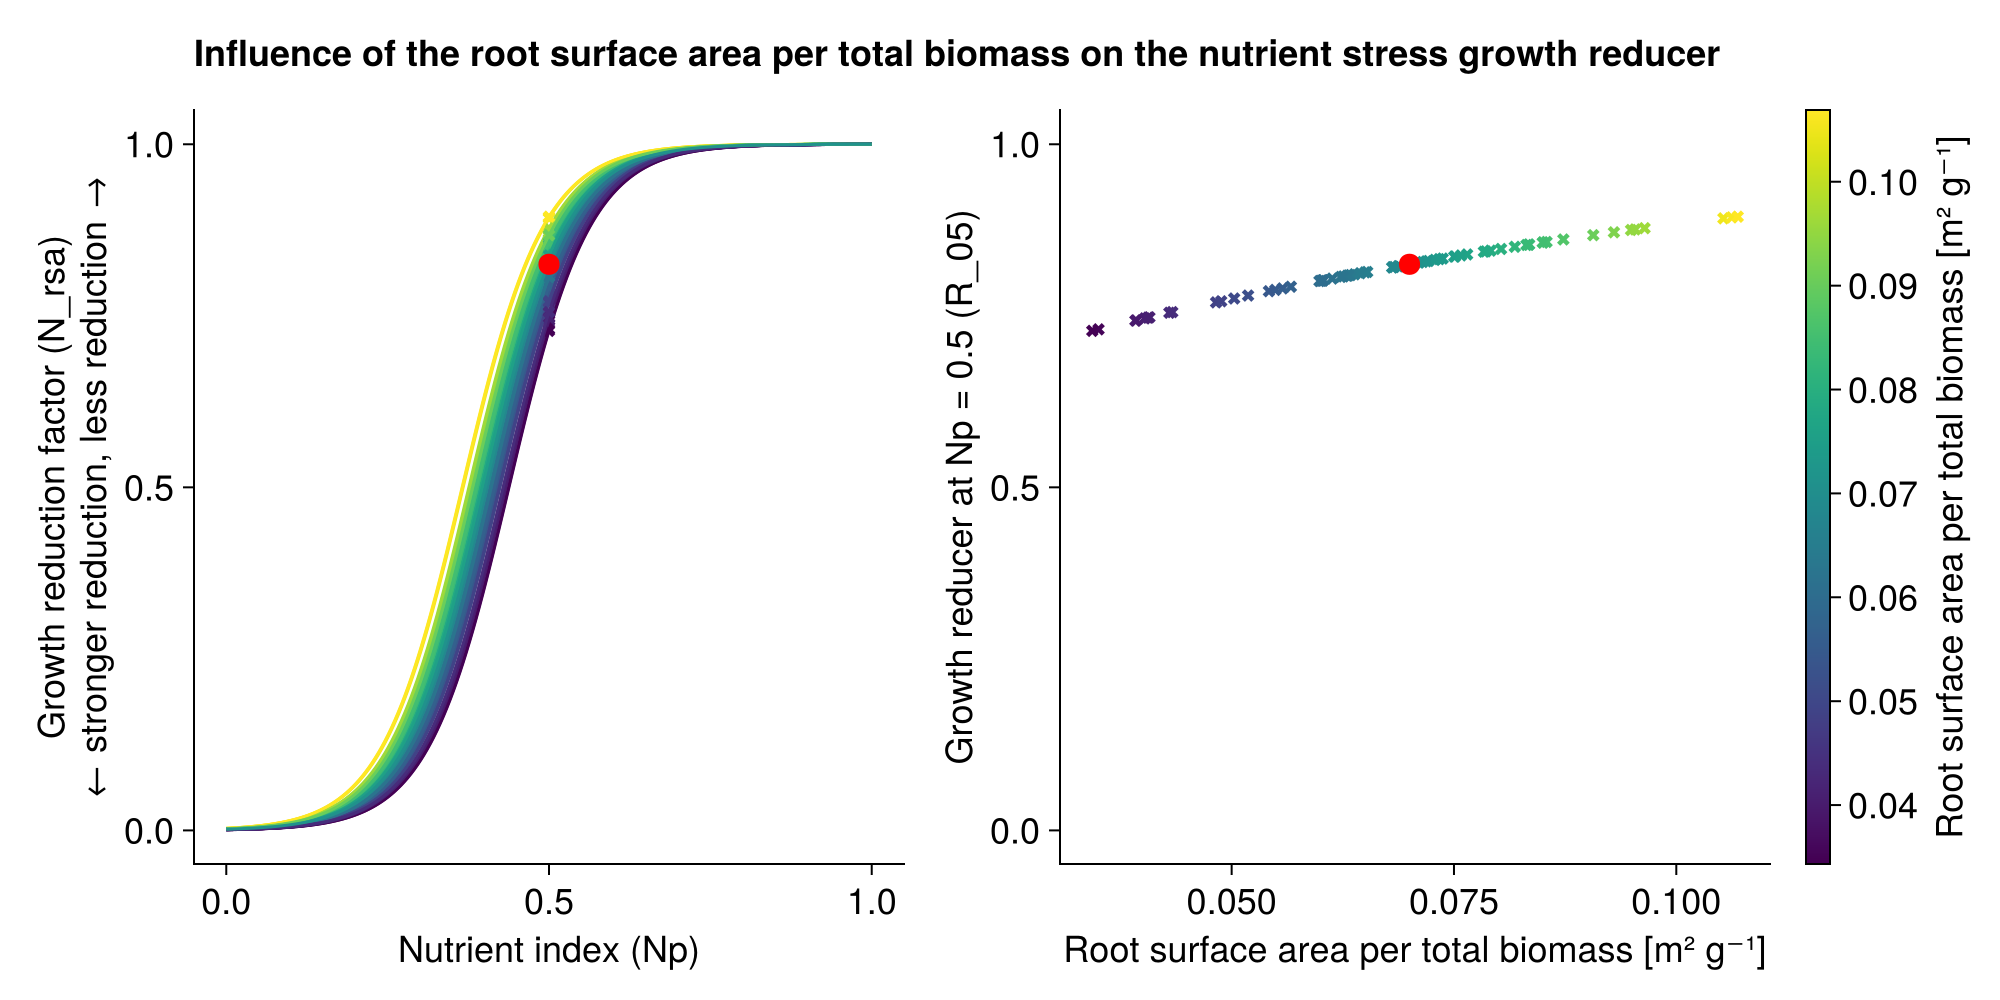 Influence of the root surface area per total biomass on the nutrient stress growth reducer
Growth reduction factor (N_rsa)
← stronger reduction, less reduction →
1.0
0.5
0.0
0.0
0.5
1.0
Nutrient index (Np)
Growth reducer at Np = 0.5 (R_05)
1.0
0.5
0.0
0.050
0.075
0.100
Root surface area per total biomass [m² g⁻¹]
0.10
0.09
0.08
0.07
0.06
0.05
0.04
Root surface area per total biomass [m² g⁻¹]